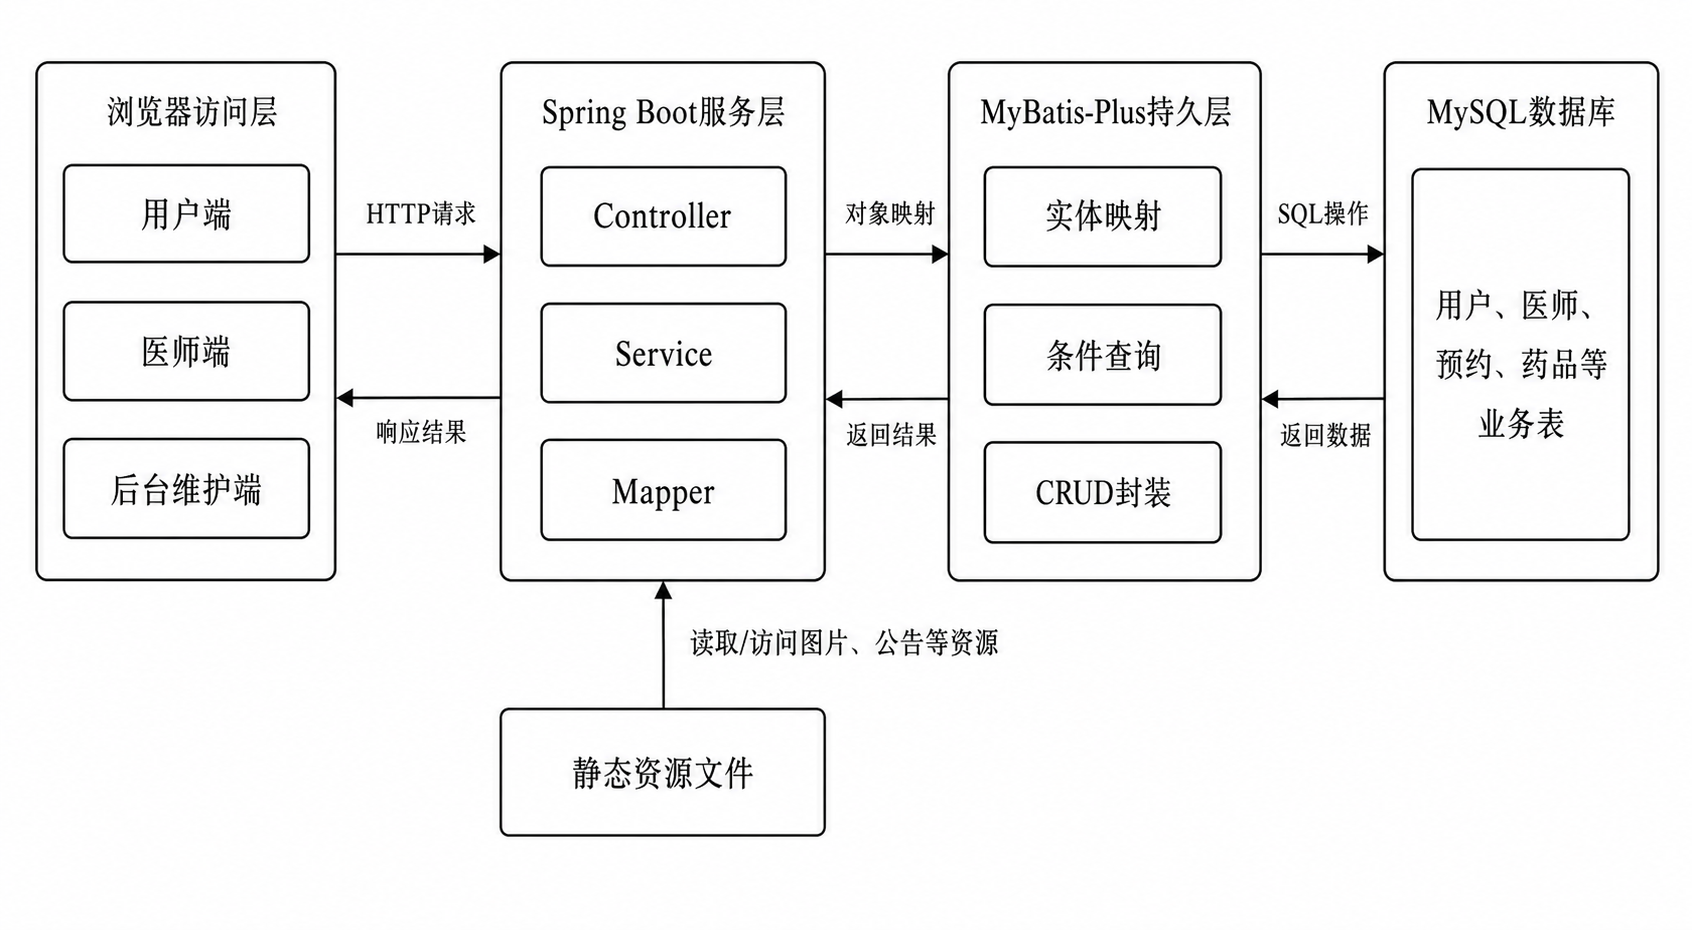 浏览器访问层
用户端
医师端
后台维护端
HTTP请求
响应结果
Spring Boot服务层
Controller
Service
Mapper
对象映射
返回结果
MyBatis-Plus持久层
实体映射
条件查询
CRUD封装
SQL操作
返回数据
MySQL数据库
用户、医师、
预约、药品等
业务表
读取/访问图片、公告等资源
静态资源文件